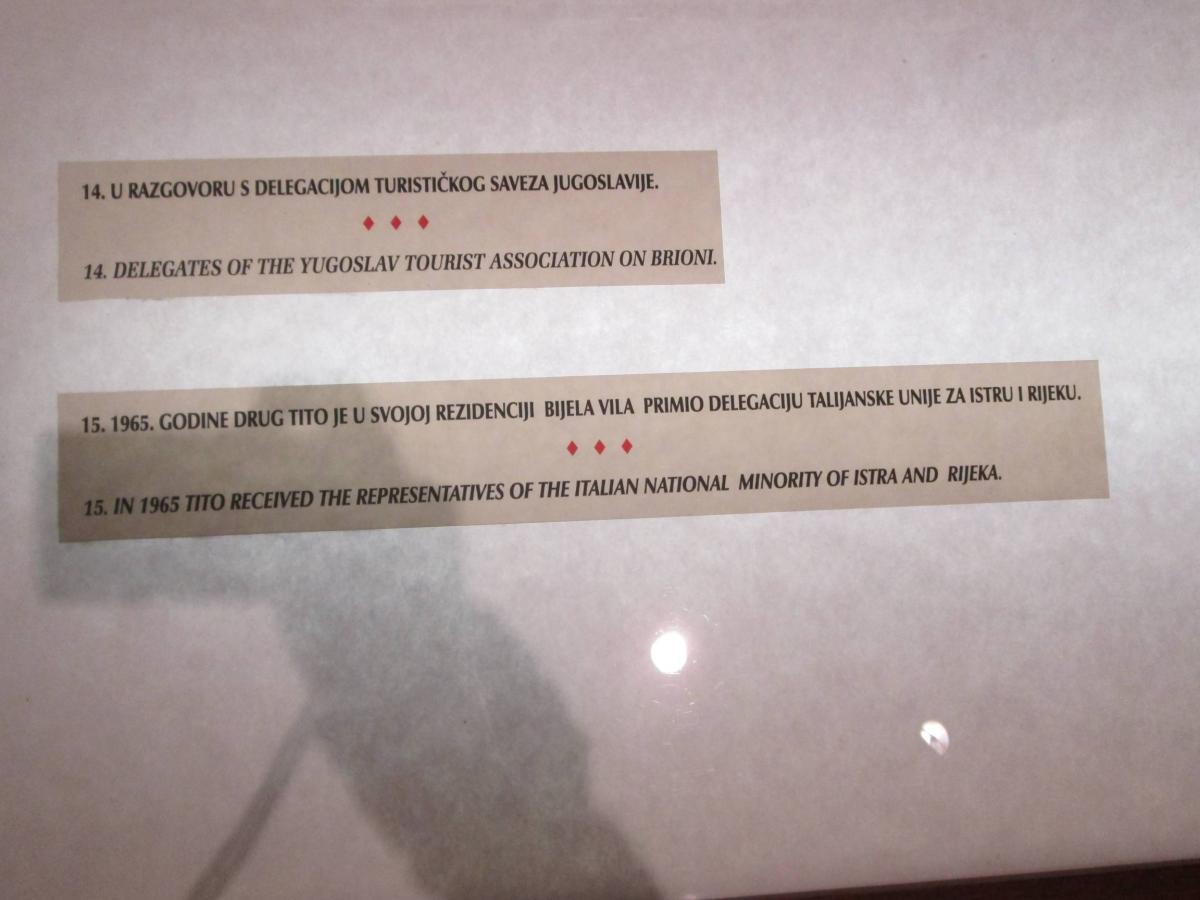 14. U RAZGOVORU S DELEGACIJOM TURISTIČKOG SAVEZA JUGOSLAVIJE.
14. DELEGATES OF THE YUGOSLAV TOURIST ASSOCIATION ON BRIONI.
15. 1965. GODINE DRUG TITO JE U SVOJOJ REZIDENCIJI BIJELA VILA PRIMIO DELEGACIJU TALIJANSKE UNIJE ZA ISTRU I RIJEKU.
15. IN 1965 TITO RECEIVED THE REPRESENTATIVES OF THE ITALIAN NATIONAL MINORITY OF ISTRA AND RIJEKA.